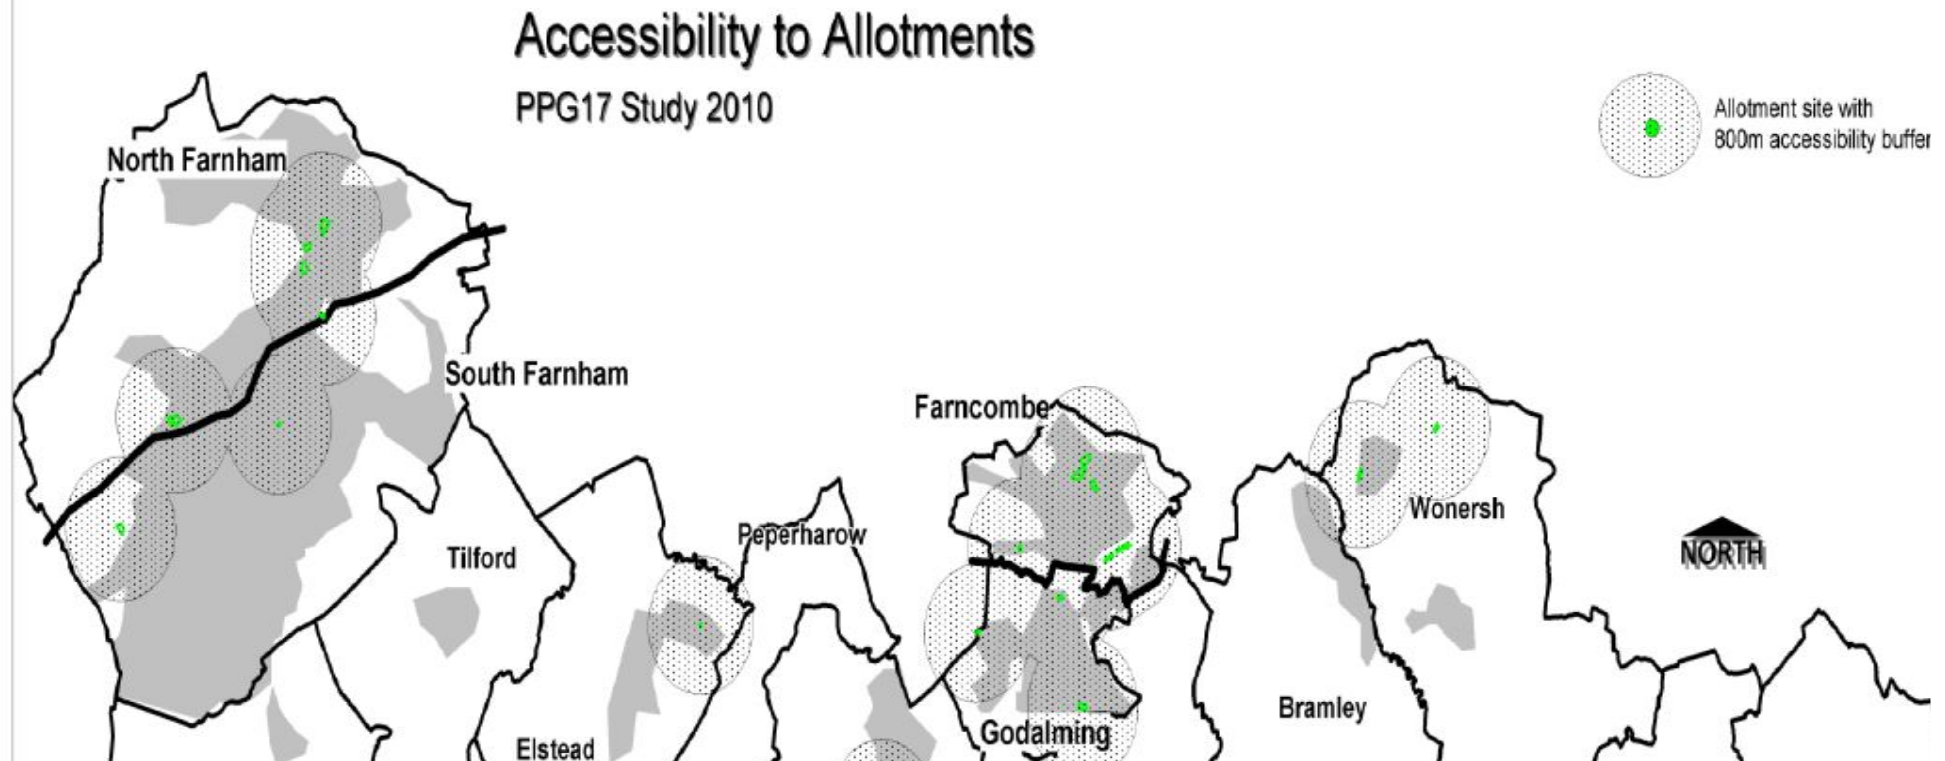 Accessibility to Allotments
PPG17 Study 2010
Allotment site with
800m accessibility buffer
North Farnham
South Farnham
Farncombe
Wonersh
Peperharow
Tilford
NORTH
Bramley
Godalming
Elstead